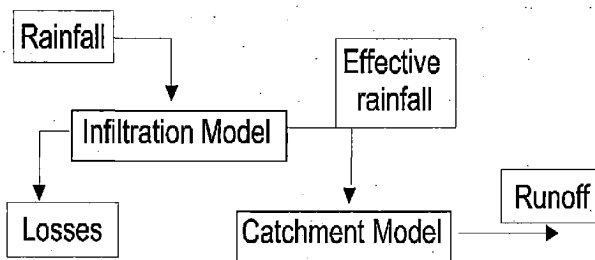 Rainfall
Effective
rainfall
Infiltration Model
Runoff
Losses
Catchment Model